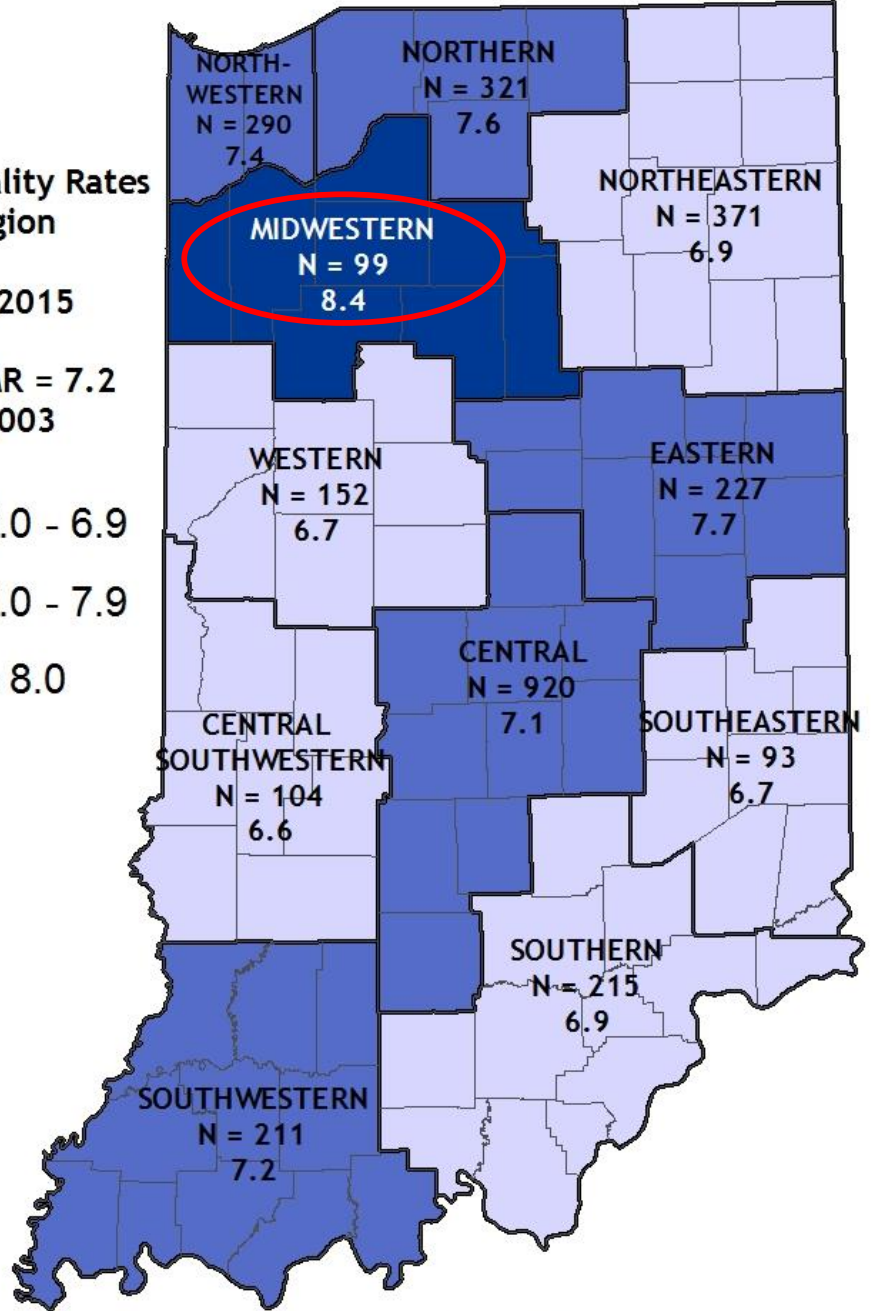 ality Rates
gion
2015
R = 7.2
003
.0 - 6.9
.0 - 7.9
8.0
NORTH-
WESTERN
N = 290
7.4
NORTHERN
N = 321
7.6
NORTHEASTERN
N = 371
6.9
MIDWESTERN
N = 99
8.4
WESTERN
N = 152
6.7
EASTERN
N = 227
7.7
CENTRAL
N = 920
7.1
CENTRAL
SOUTHWESTERN
N = 104
6.6
SOUTHEASTERN
N = 93
6.7
SOUTHERN
N = 215
6.9
SOUTHWESTERN
N = 211
7.2